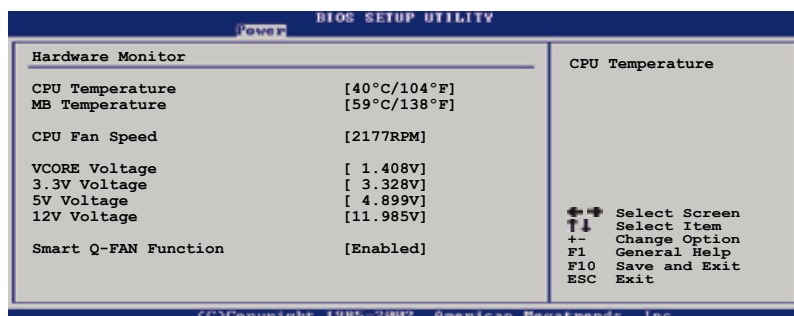 BIOS SETUP UTILITY
Power
Hardware Monitor
CPU Temperature [40°C/104°F]
MB Temperature [59°C/138°F]
CPU Fan Speed [2177RPM]
VCORE Voltage [ 1.408V]
3.3V Voltage [ 3.328V]
5V Voltage [ 4.899V]
12V Voltage [11.985V]
Smart Q-FAN Function [Enabled]
CPU Temperature
←→ Select Screen
↑↓ Select Item
+- Change Option
F1 General Help
F10 Save and Exit
ESC Exit
(C)Copyright 1985-2002, American Megatrends, Inc.